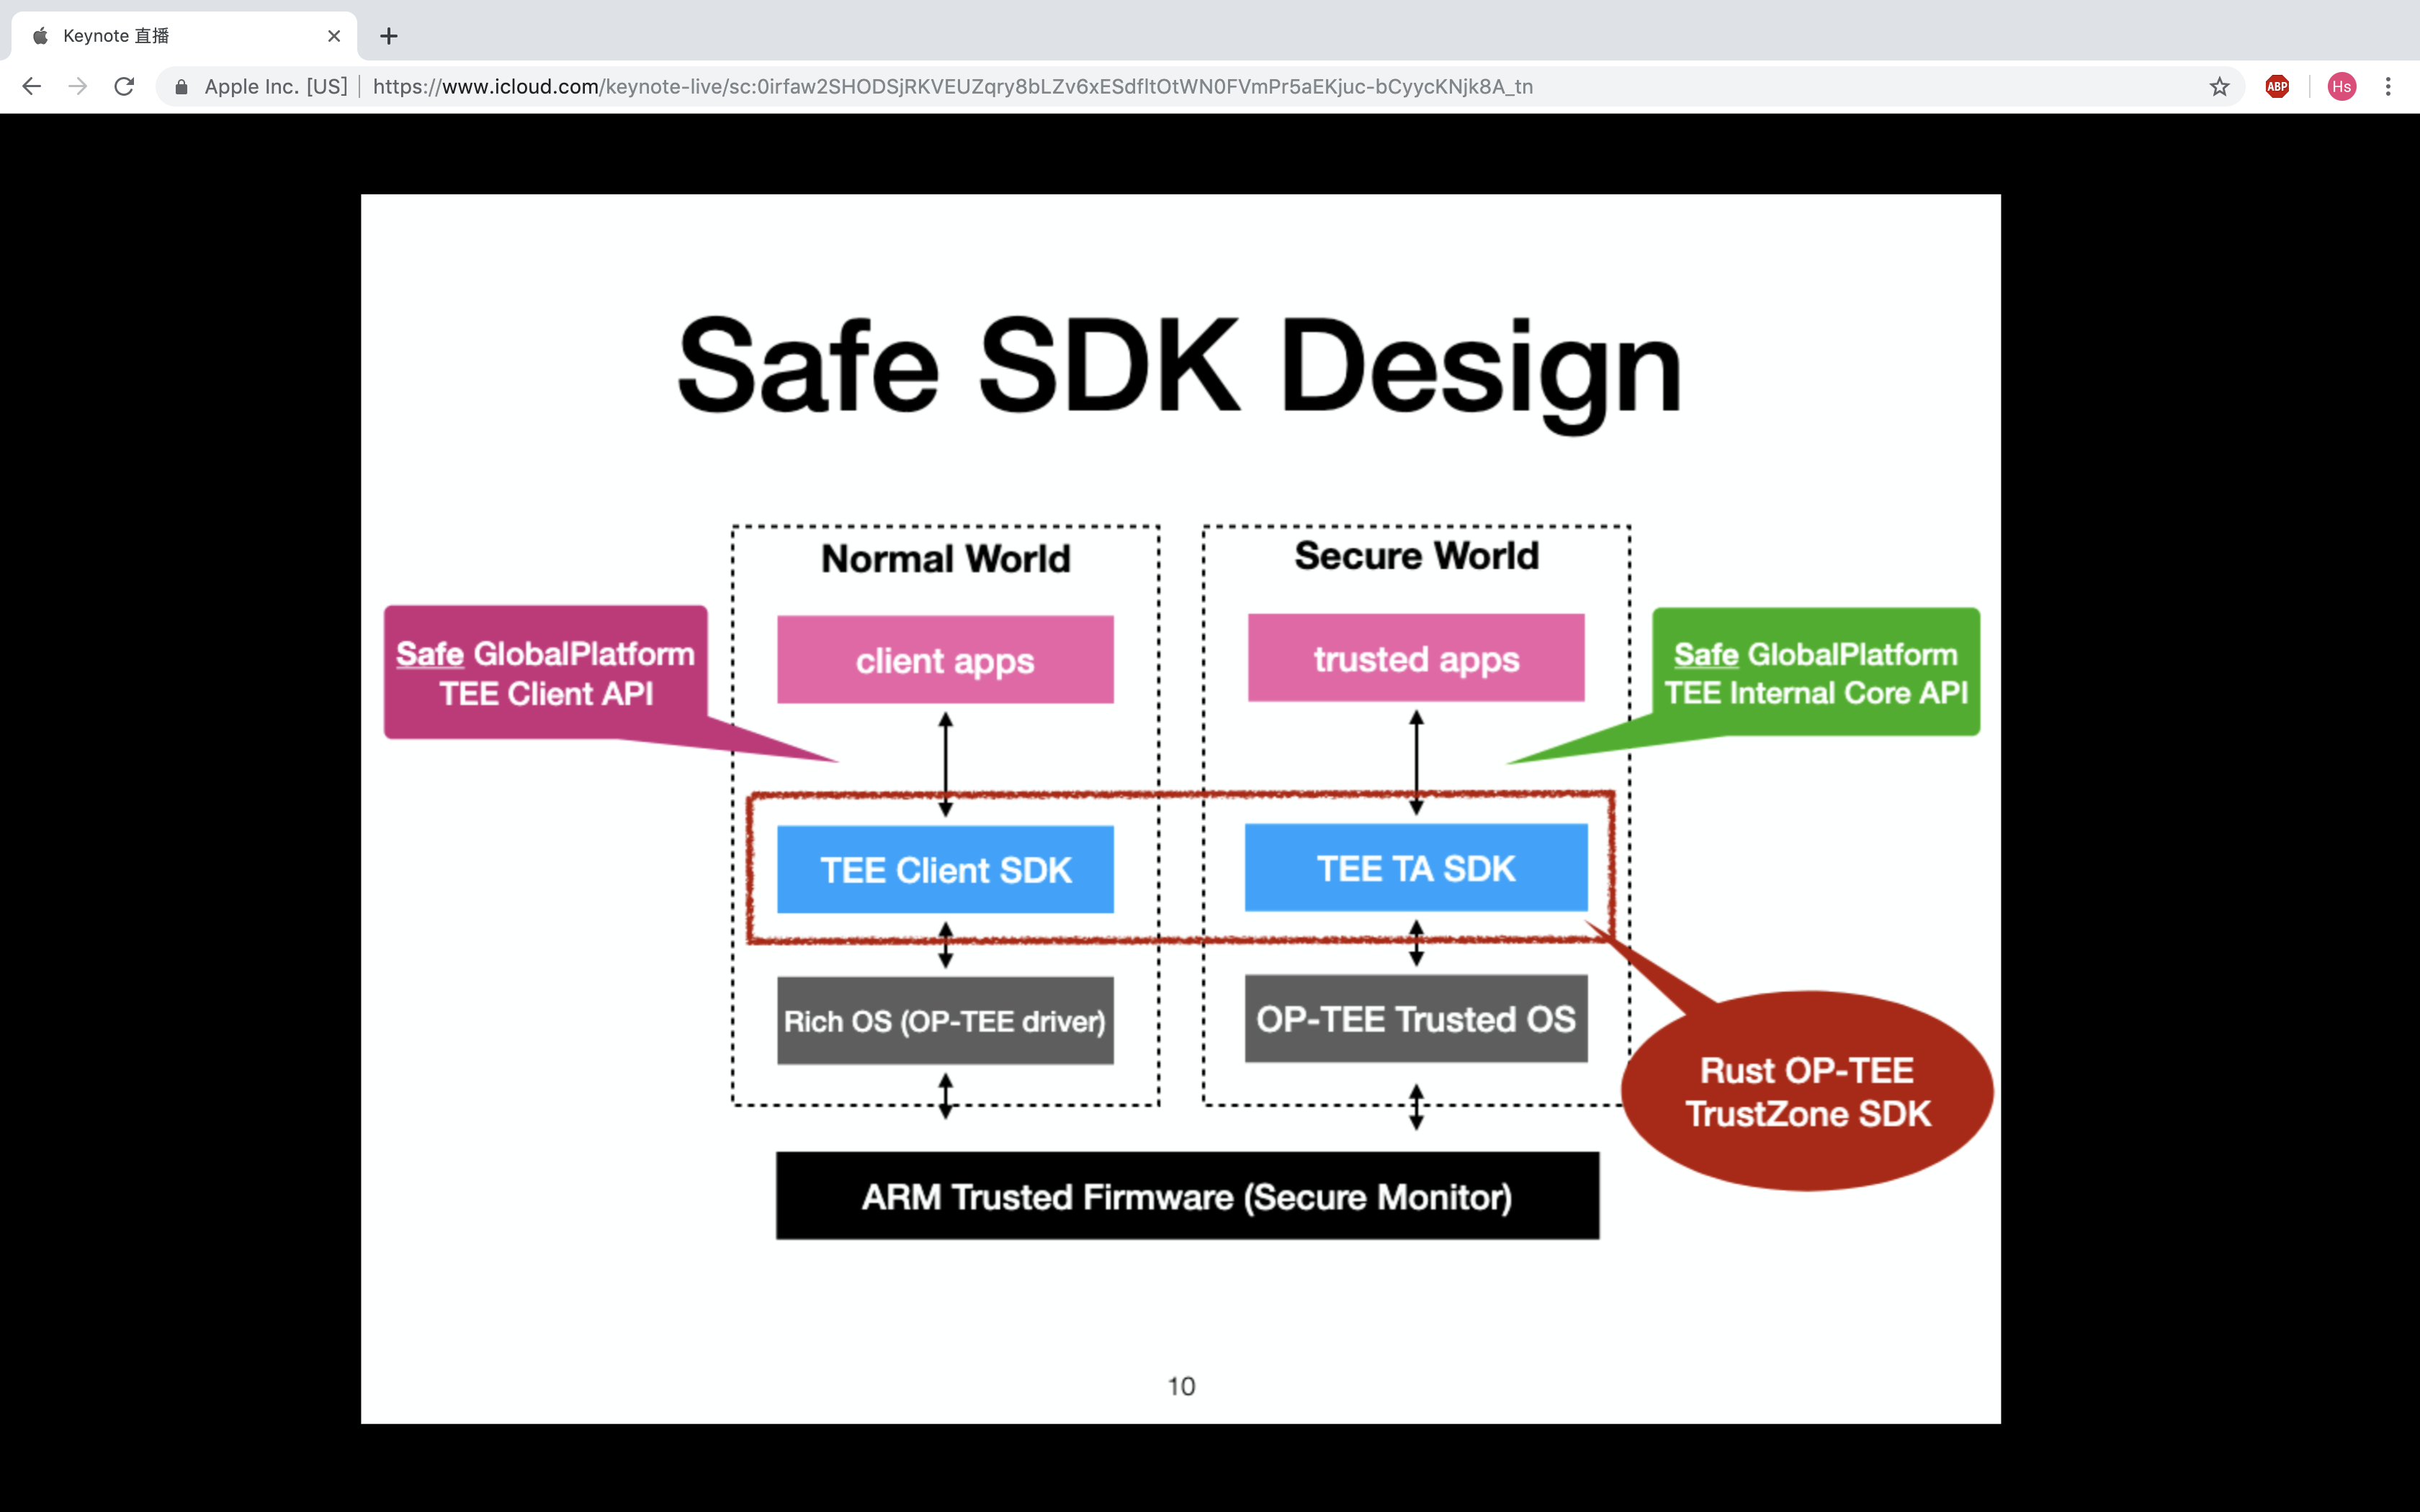 Keynote 直播
Apple Inc. [US]
https://www.icloud.com/keynote-live/sc:0irfaw2SHODSjRKVEUZqry8bLZv6xESdfltOtWN0FVmPr5aEKjuc-bCyycKNjk8A_tn
ABP
Hs
Safe SDK Design
Normal World
Secure World
Safe GlobalPlatform
TEE Client API
client apps
trusted apps
Safe GlobalPlatform
TEE Internal Core API
TEE Client SDK
TEE TA SDK
Rich OS (OP-TEE driver)
OP-TEE Trusted OS
Rust OP-TEE
TrustZone SDK
ARM Trusted Firmware (Secure Monitor)
10